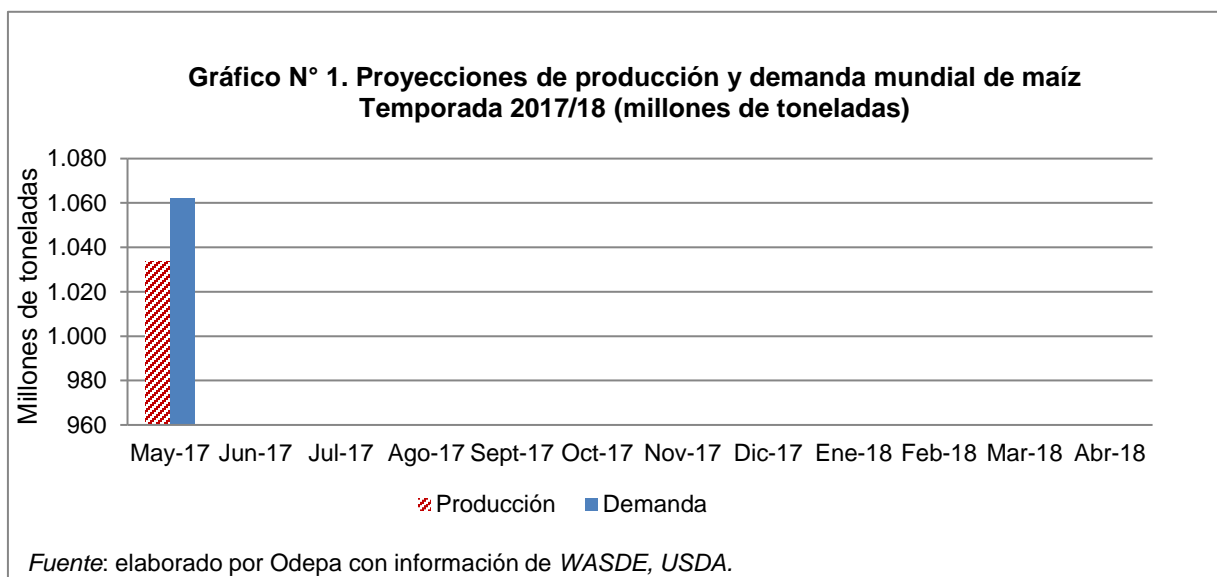 Gráfico N° 1. Proyecciones de producción y demanda mundial de maíz
Temporada 2017/18 (millones de toneladas)
Millones de toneladas
1.080
1.060
1.040
1.020
1.000
980
960
May-17 Jun-17 Jul-17 Ago-17 Sept-17 Oct-17 Nov-17 Dic-17 Ene-18 Feb-18 Mar-18 Abr-18
Producción Demanda
Fuente: elaborado por Odepa con información de WASDE, USDA.